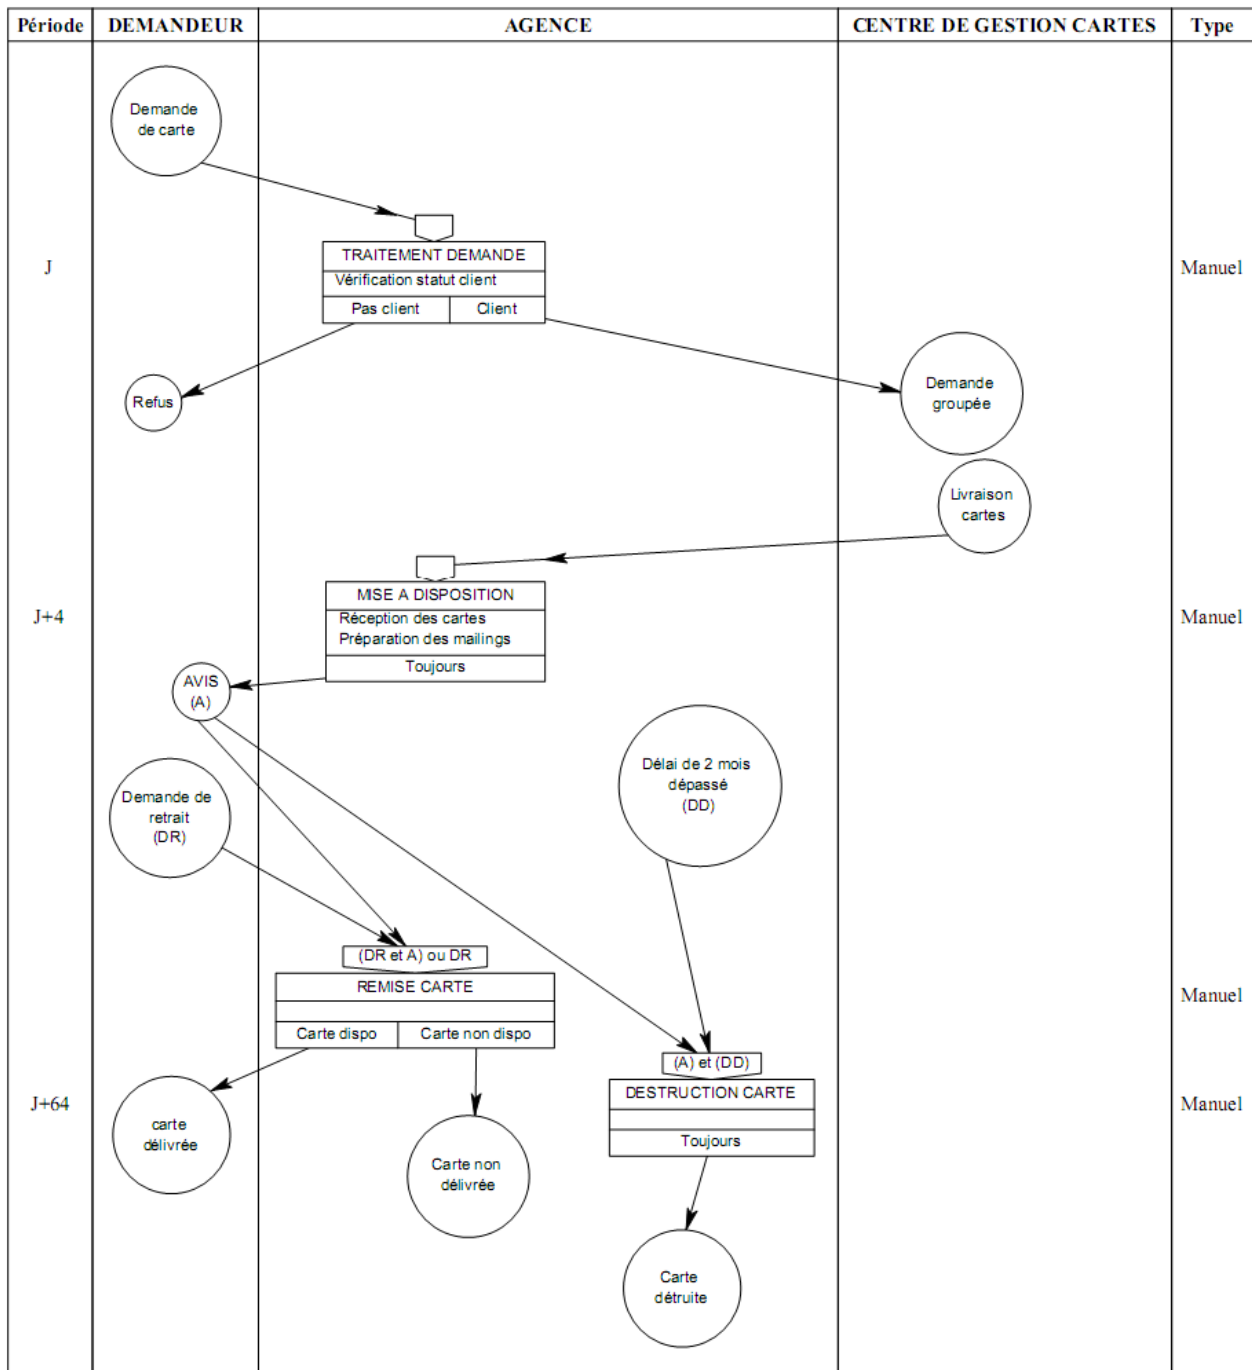 Période
DEMANDEUR
AGENCE
CENTRE DE GESTION CARTES
Type
Demande
de carte
TRAITEMENT DEMANDE
Vérification statut client
Pas client
Client
J
Manuel
Refus
Demande
groupée
Livraison
cartes
MISE A DISPOSITION
Réception des cartes
Préparation des mailings
Toujours
J+4
Manuel
AVIS
(A)
Délai de 2 mois
dépassé
(DD)
Demande de
retrait
(DR)
(DR et A) ou DR
REMISE CARTE
Carte dispo
Carte non dispo
Manuel
(A) et (DD)
DESTRUCTION CARTE
Toujours
J+64
Manuel
carte
délivrée
Carte non
délivrée
Carte
détruite